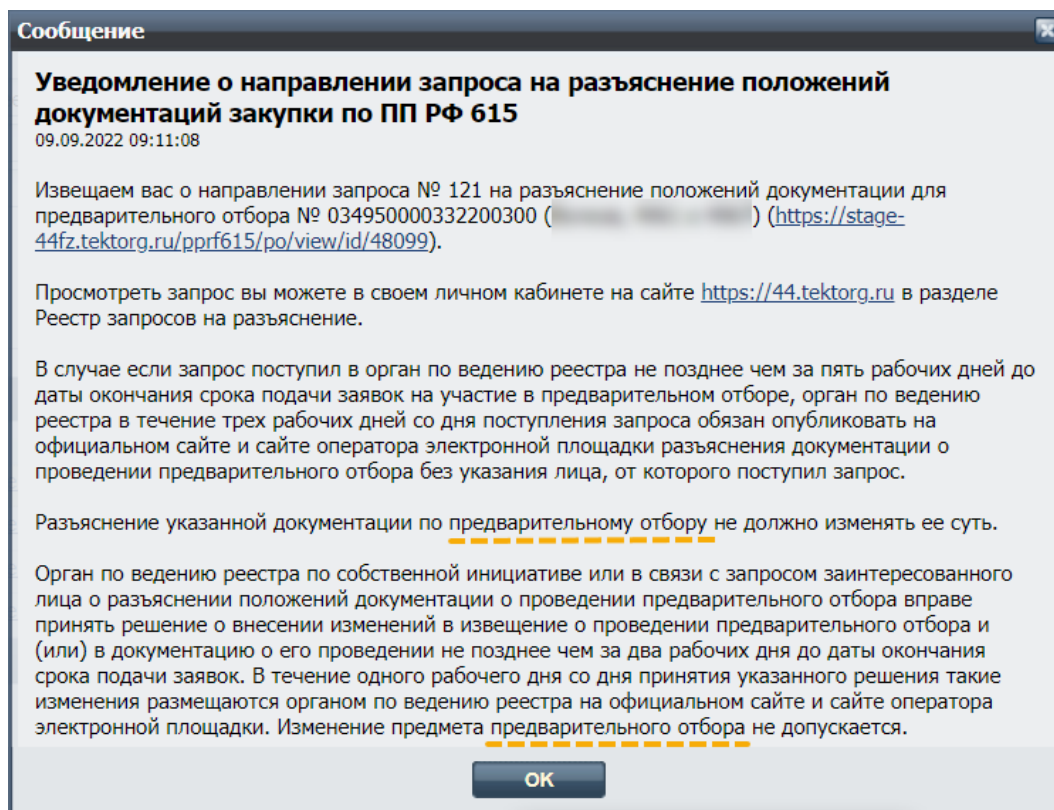 Сообщение
Уведомление о направлении запроса на разъяснение положений
документаций закупки по ПП РФ 615
09.09.2022 09:11:08
Извещаем вас о направлении запроса № 121 на разъяснение положений документации для
предварительного отбора № 034950000332200300 ( ) (https://stage-
44fz.tektorg.ru/pprf615/po/view/id/48099).
Просмотреть запрос вы можете в своем личном кабинете на сайте https://44.tektorg.ru в разделе
Реестр запросов на разъяснение.
В случае если запрос поступил в орган по ведению реестра не позднее чем за пять рабочих дней до
даты окончания срока подачи заявок на участие в предварительном отборе, орган по ведению
реестра в течение трех рабочих дней со дня поступления запроса обязан опубликовать на
официальном сайте и сайте оператора электронной площадки разъяснения документации о
проведении предварительного отбора без указания лица, от которого поступил запрос.
Разъяснение указанной документации по предварительному отбору не должно изменять ее суть.
Орган по ведению реестра по собственной инициативе или в связи с запросом заинтересованного
лица о разъяснении положений документации о проведении предварительного отбора вправе
принять решение о внесении изменений в извещение о проведении предварительного отбора и
(или) в документацию о его проведении не позднее чем за два рабочих дня до даты окончания
срока подачи заявок. В течение одного рабочего дня со дня принятия указанного решения такие
изменения размещаются органом по ведению реестра на официальном сайте и сайте оператора
электронной площадки. Изменение предмета предварительного отбора не допускается.
ОК